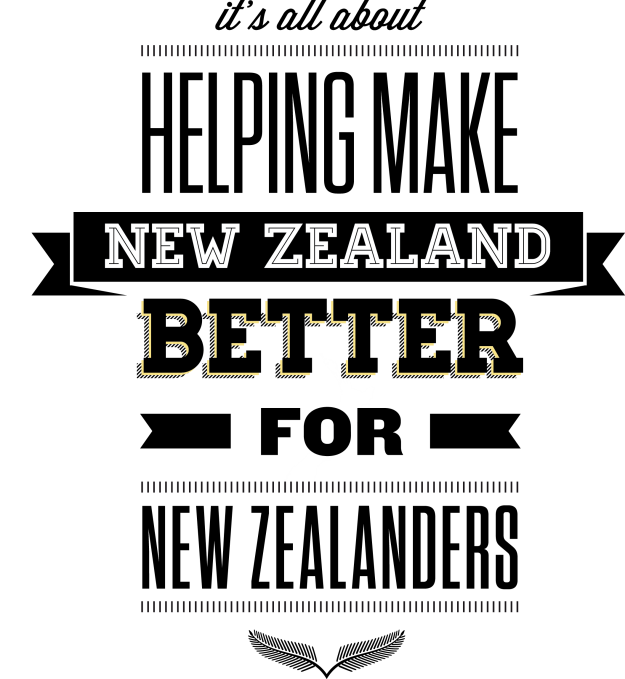 it's all about
HELPING MAKE
NEW ZEALAND
BETTER
FOR
NEW ZEALANDERS